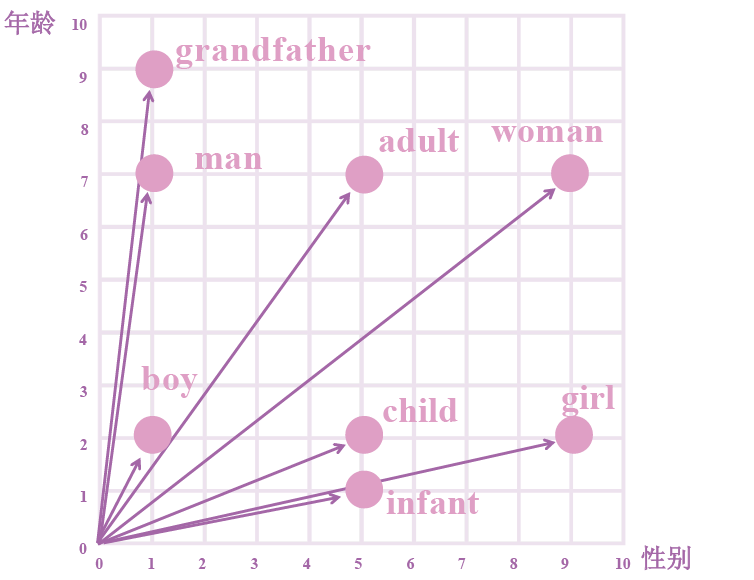 年龄
10
grandfather
9
8
woman
adult
man
7
6
5
4
3
boy
girl
child
2
infant
1
0
0 1 2 3 4 5 6 7 8 9 10
性别